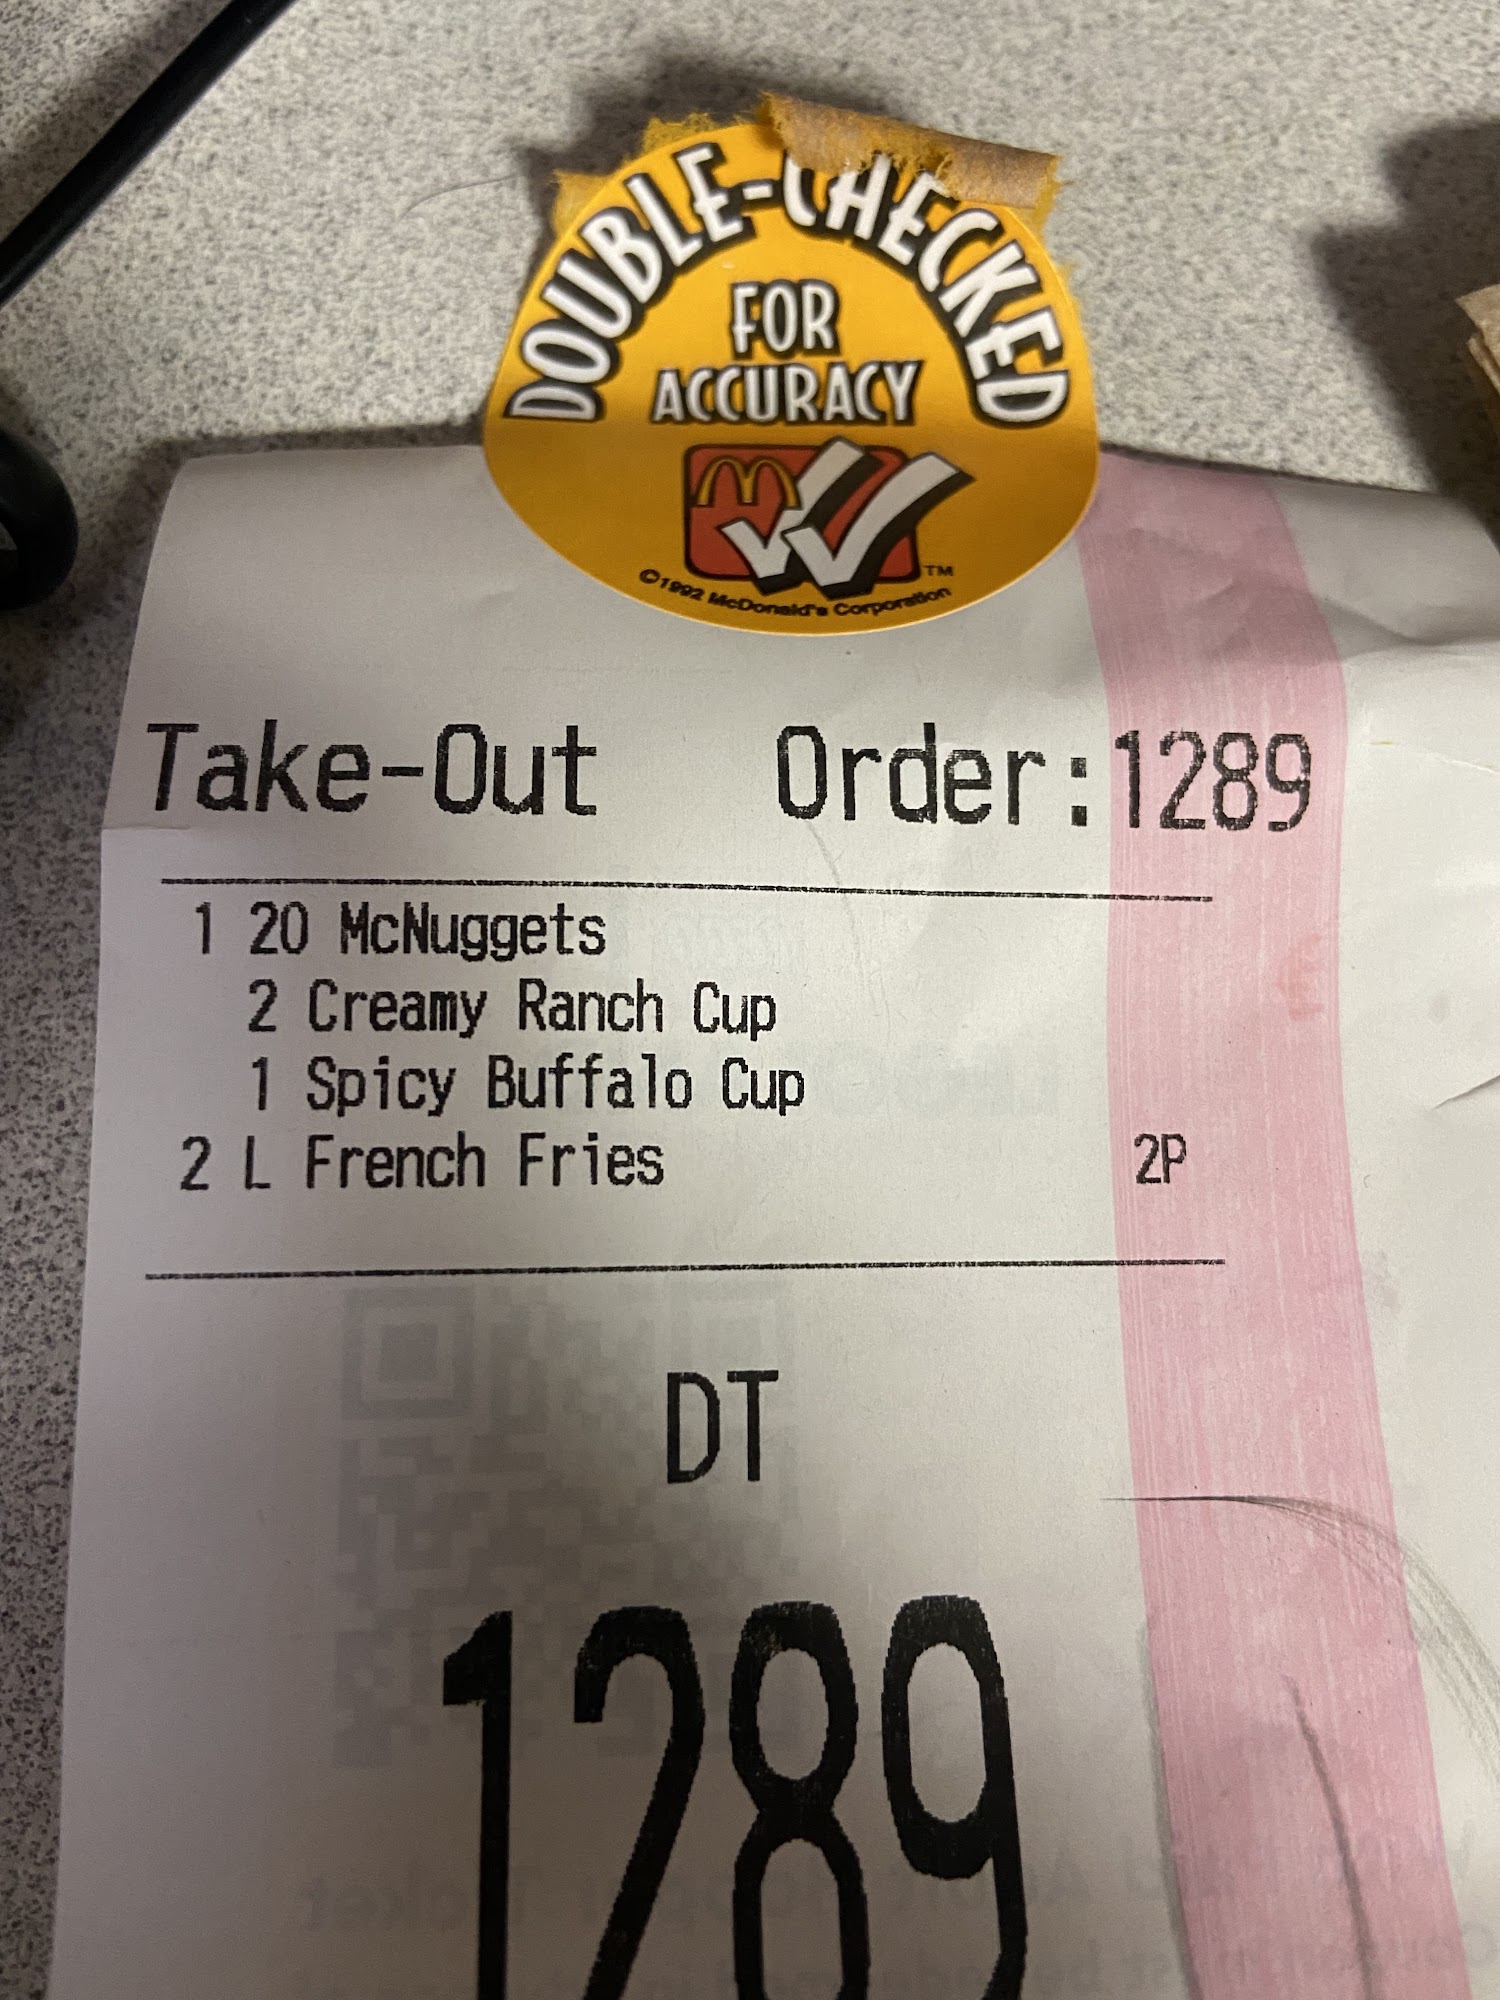 DOUBLE-CHECKED
FOR
ACCURACY
©1992 McDonald's Corporation
TM
Take-Out Order:1289
1 20 McNuggets
2 Creamy Ranch Cup
1 Spicy Buffalo Cup
2 L French Fries 2P
DT
1289